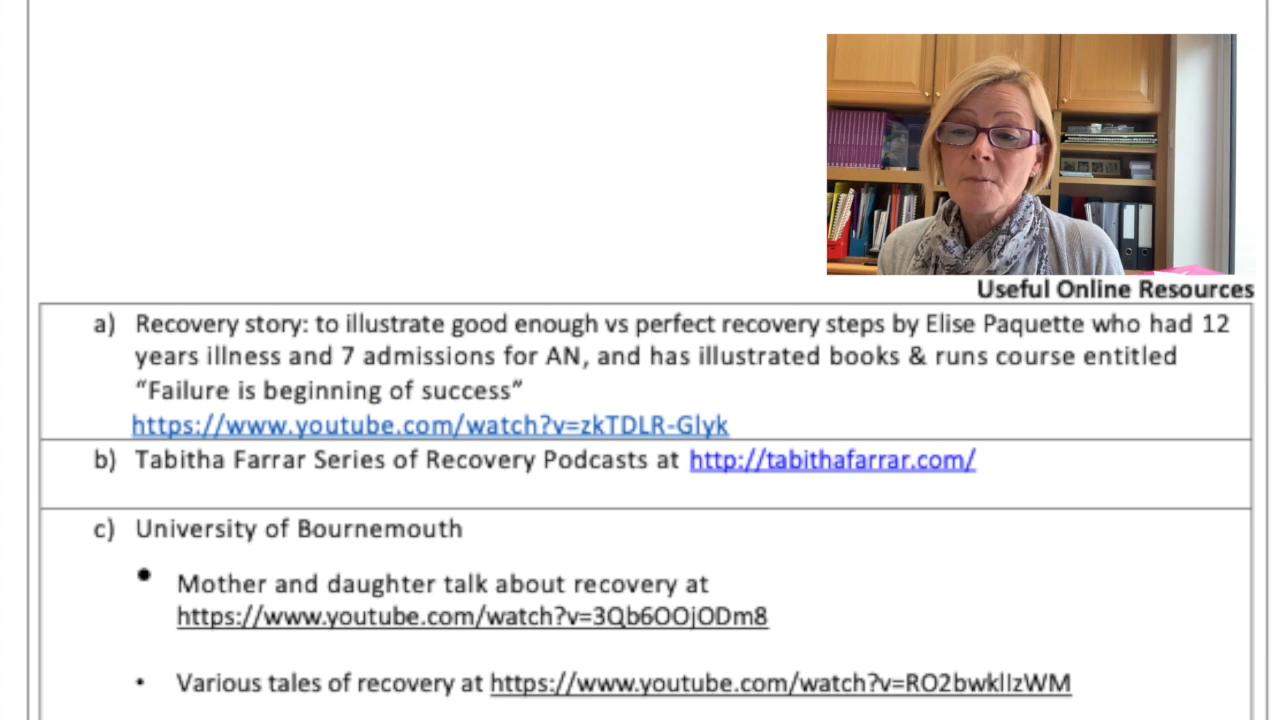 Useful Online Resources
a) Recovery story: to illustrate good enough vs perfect recovery steps by Elise Paquette who had 12
years illness and 7 admissions for AN, and has illustrated books & runs course entitled
“Failure is beginning of success”
https://www.youtube.com/watch?v=zkTDLR-Glyk
b) Tabitha Farrar Series of Recovery Podcasts at http://tabithafarrar.com/
c) University of Bournemouth
• Mother and daughter talk about recovery at
https://www.youtube.com/watch?v=3Qb6OOjODm8
• Various tales of recovery at https://www.youtube.com/watch?v=RO2bwklIzWM